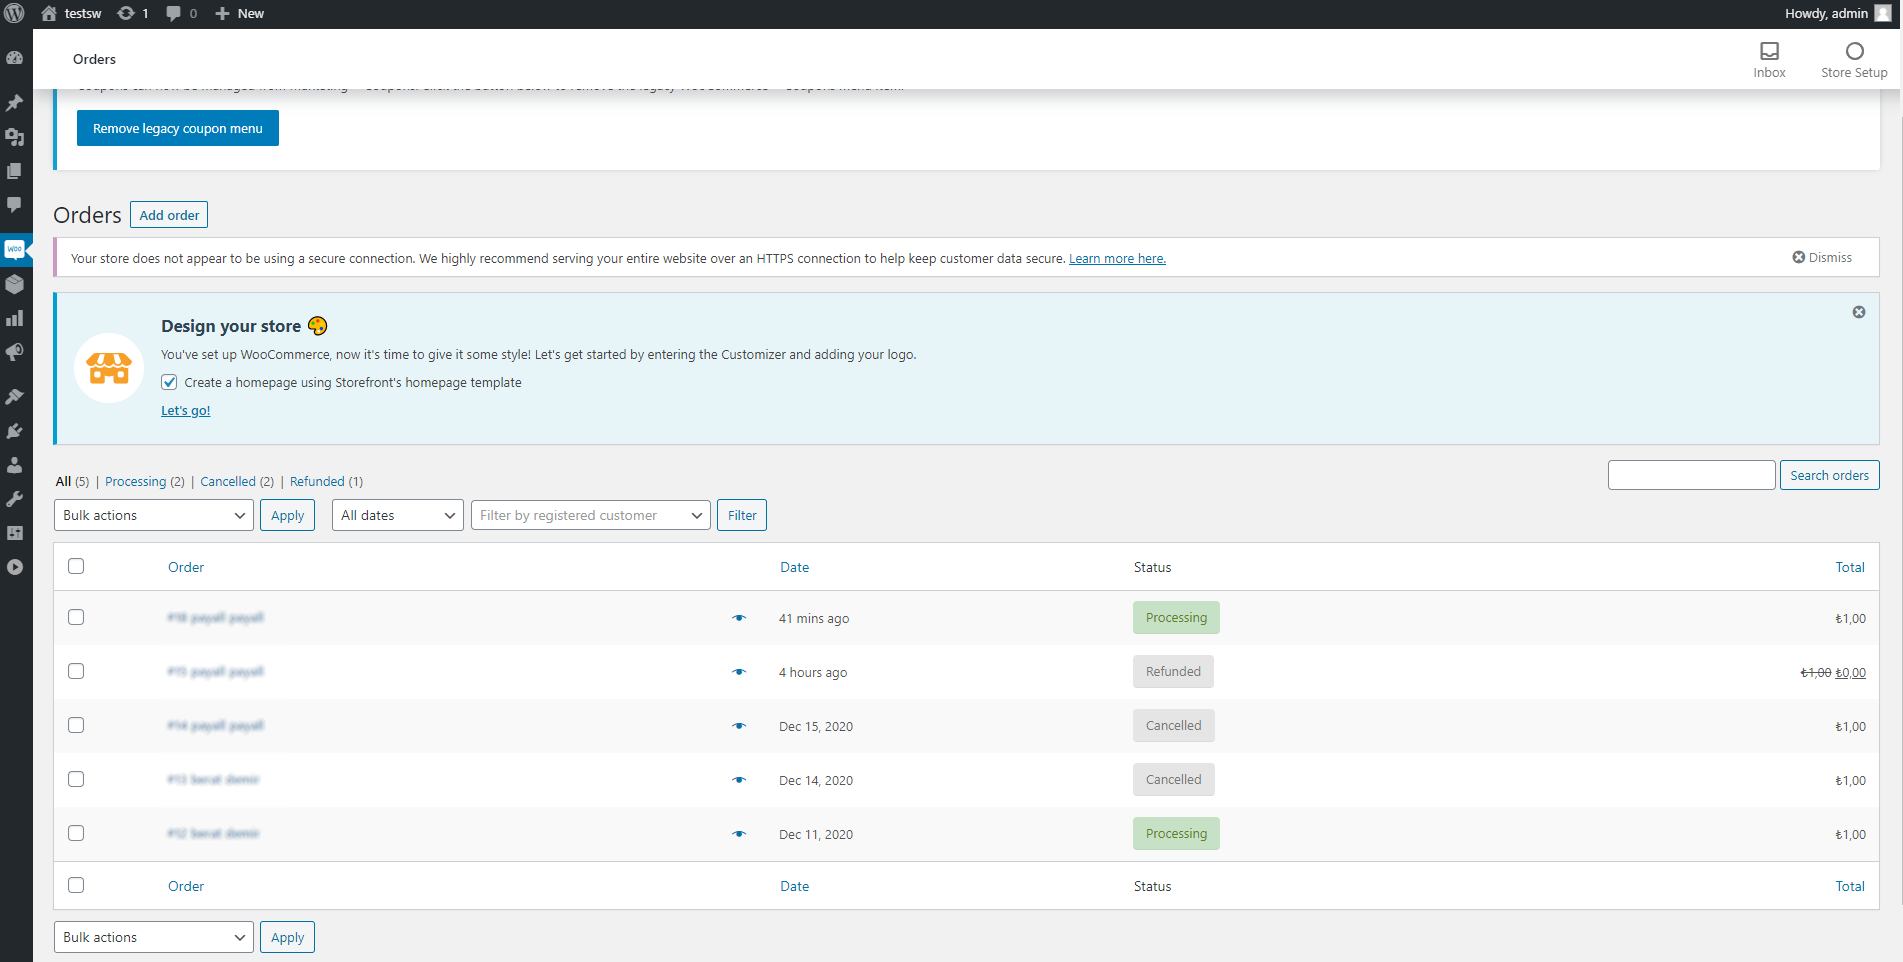 testsw 1 0 New Howdy, admin
Orders
Inbox Store Setup
Remove legacy coupon menu
Orders Add order
Your store does not appear to be using a secure connection. We highly recommend serving your entire website over an HTTPS connection to help keep customer data secure. Learn more here. Dismiss
Design your store
You've set up WooCommerce, now it's time to give it some style! Let's get started by entering the Customizer and adding your logo.
Create a homepage using Storefront's homepage template
Let's go!
All (5) | Processing (2) | Cancelled (2) | Refunded (1)
Search orders
Bulk actions Apply All dates Filter by registered customer Filter
Order Date Status Total
41 mins ago Processing ₺1,00
4 hours ago Refunded ₺1,00 ₺0,00
Dec 15, 2020 Cancelled ₺1,00
Dec 14, 2020 Cancelled ₺1,00
Dec 11, 2020 Processing ₺1,00
Order Date Status Total
Bulk actions Apply